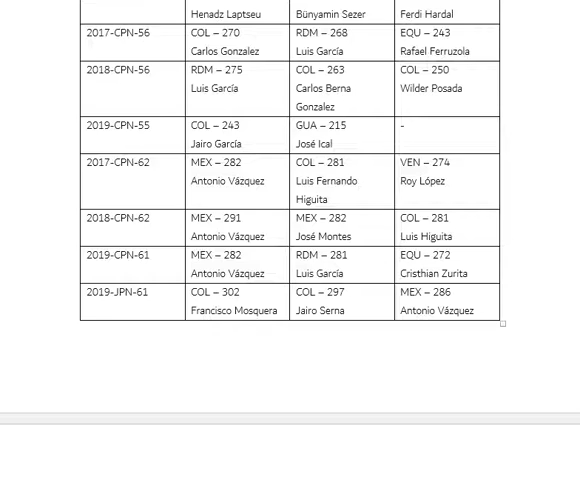 Henadz Laptseu Bünyamin Sezer Ferdi Hardal
2017-CPN-56 COL – 270 RDM – 268 EQU – 243
Carlos Gonzalez Luis García Rafael Ferruzola
2018-CPN-56 RDM – 275 COL – 263 COL – 250
Luis García Carlos Berna Wilder Posada
Gonzalez
2019-CPN-55 COL – 243 GUA – 215 -
Jairo García José Ical
2017-CPN-62 MEX – 282 COL – 281 VEN – 274
Antonio Vázquez Luis Fernando Roy López
Higuita
2018-CPN-62 MEX – 291 MEX – 282 COL – 281
Antonio Vázquez José Montes Luis Higuita
2019-CPN-61 MEX – 282 RDM – 281 EQU – 272
Antonio Vázquez Luis García Cristhian Zurita
2019-JPN-61 COL – 302 COL – 297 MEX – 286
Francisco Mosquera Jairo Serna Antonio Vázquez